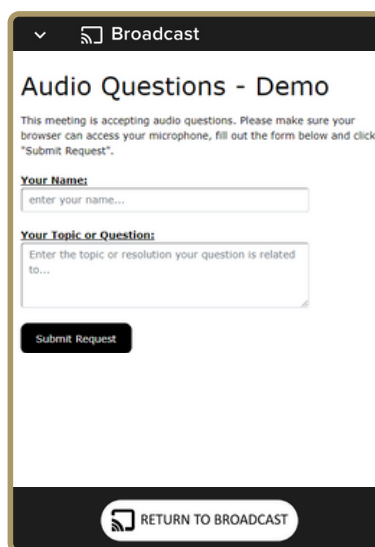 Broadcast
Audio Questions - Demo
This meeting is accepting audio questions. Please make sure your
browser can access your microphone, fill out the form below and click
"Submit Request".
Your Name:
enter your name...
Your Topic or Question:
Enter the topic or resolution your question is related
to...
Submit Request
RETURN TO BROADCAST